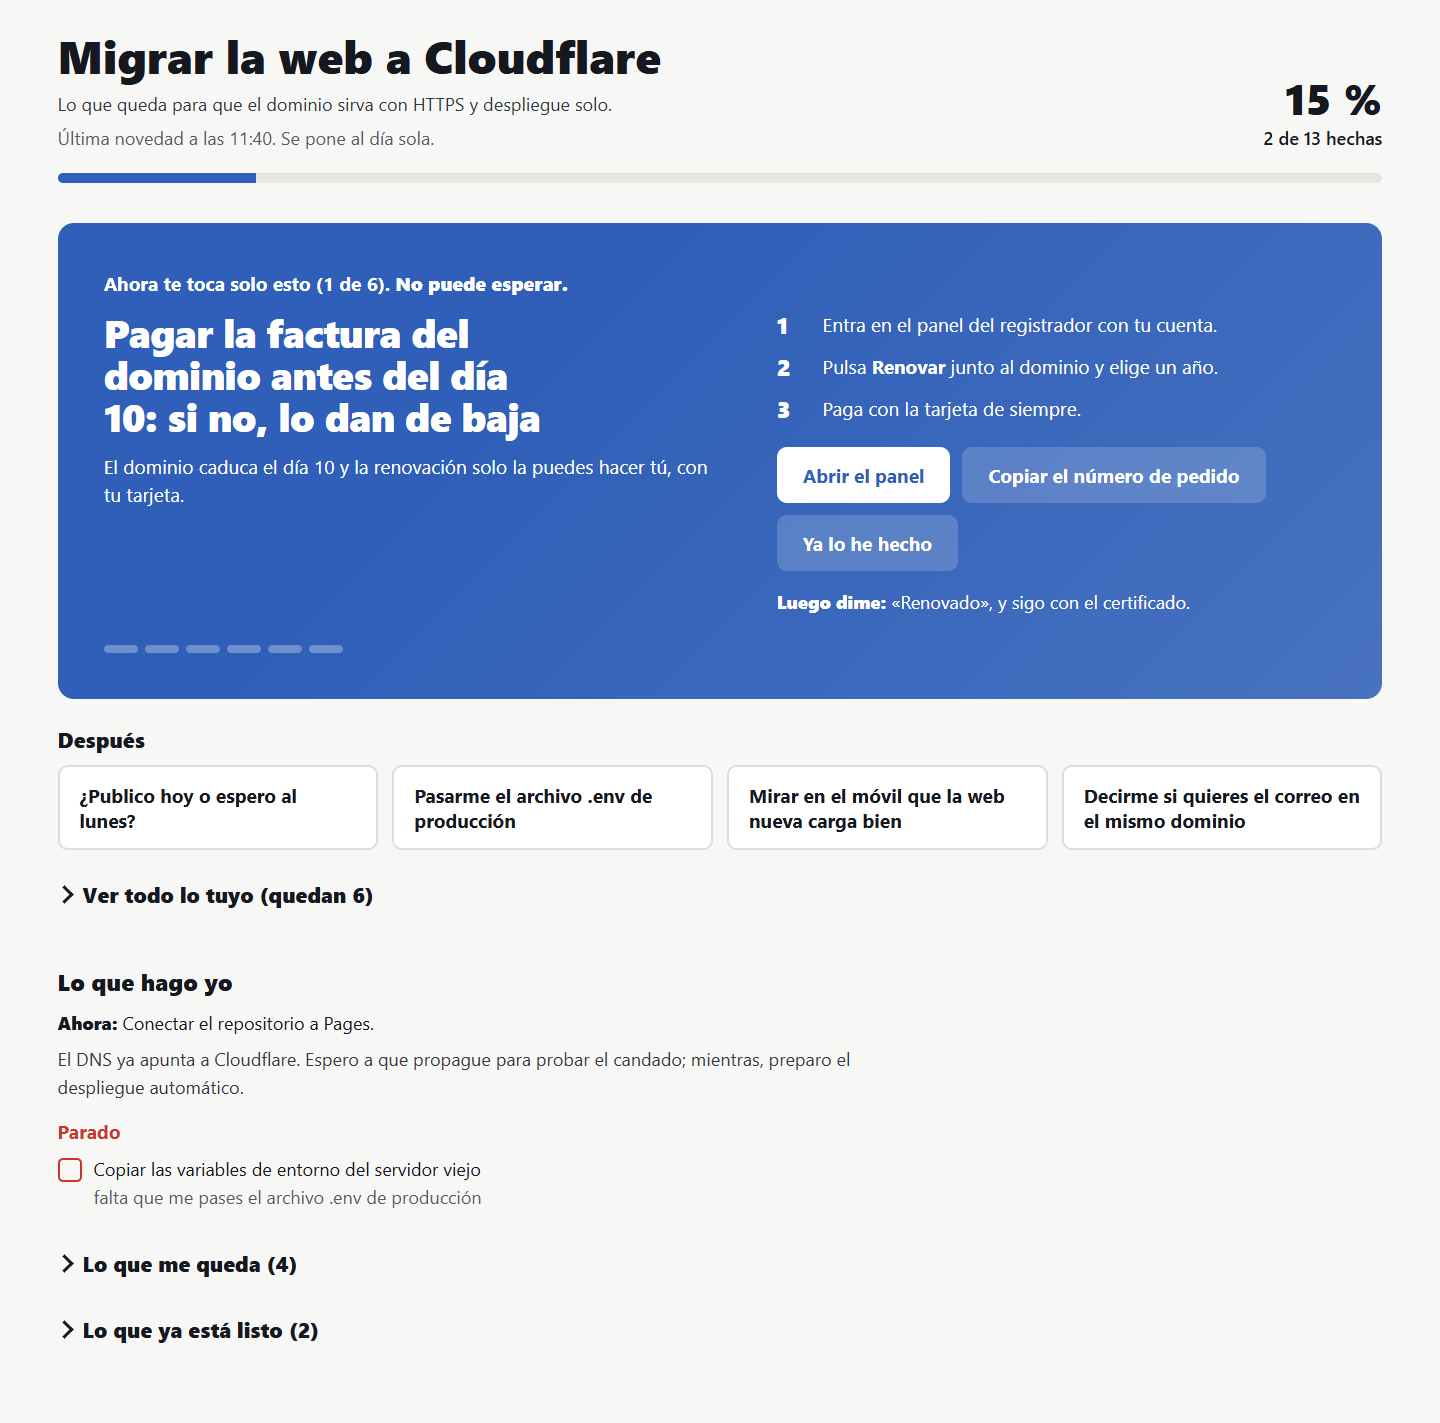 Migrar la web a Cloudflare
Lo que queda para que el dominio sirva con HTTPS y despliegue solo.
Última novedad a las 11:40. Se pone al día sola.
15 %
2 de 13 hechas
Ahora te toca solo esto (1 de 6). No puede esperar.
Pagar la factura del
dominio antes del día
10: si no, lo dan de baja
El dominio caduca el día 10 y la renovación solo la puedes hacer tú, con
tu tarjeta.
1 Entra en el panel del registrador con tu cuenta.
2 Pulsa Renovar junto al dominio y elige un año.
3 Paga con la tarjeta de siempre.
Abrir el panel
Copiar el número de pedido
Ya lo he hecho
Luego dime: «Renovado», y sigo con el certificado.
Después
¿Publico hoy o espero al
lunes?
Pasarme el archivo .env de
producción
Mirar en el móvil que la web
nueva carga bien
Decirme si quieres el correo en
el mismo dominio
Ver todo lo tuyo (quedan 6)
Lo que hago yo
Ahora: Conectar el repositorio a Pages.
El DNS ya apunta a Cloudflare. Espero a que propague para probar el candado; mientras, preparo el
despliegue automático.
Parado
Copiar las variables de entorno del servidor viejo
falta que me pases el archivo .env de producción
Lo que me queda (4)
Lo que ya está listo (2)